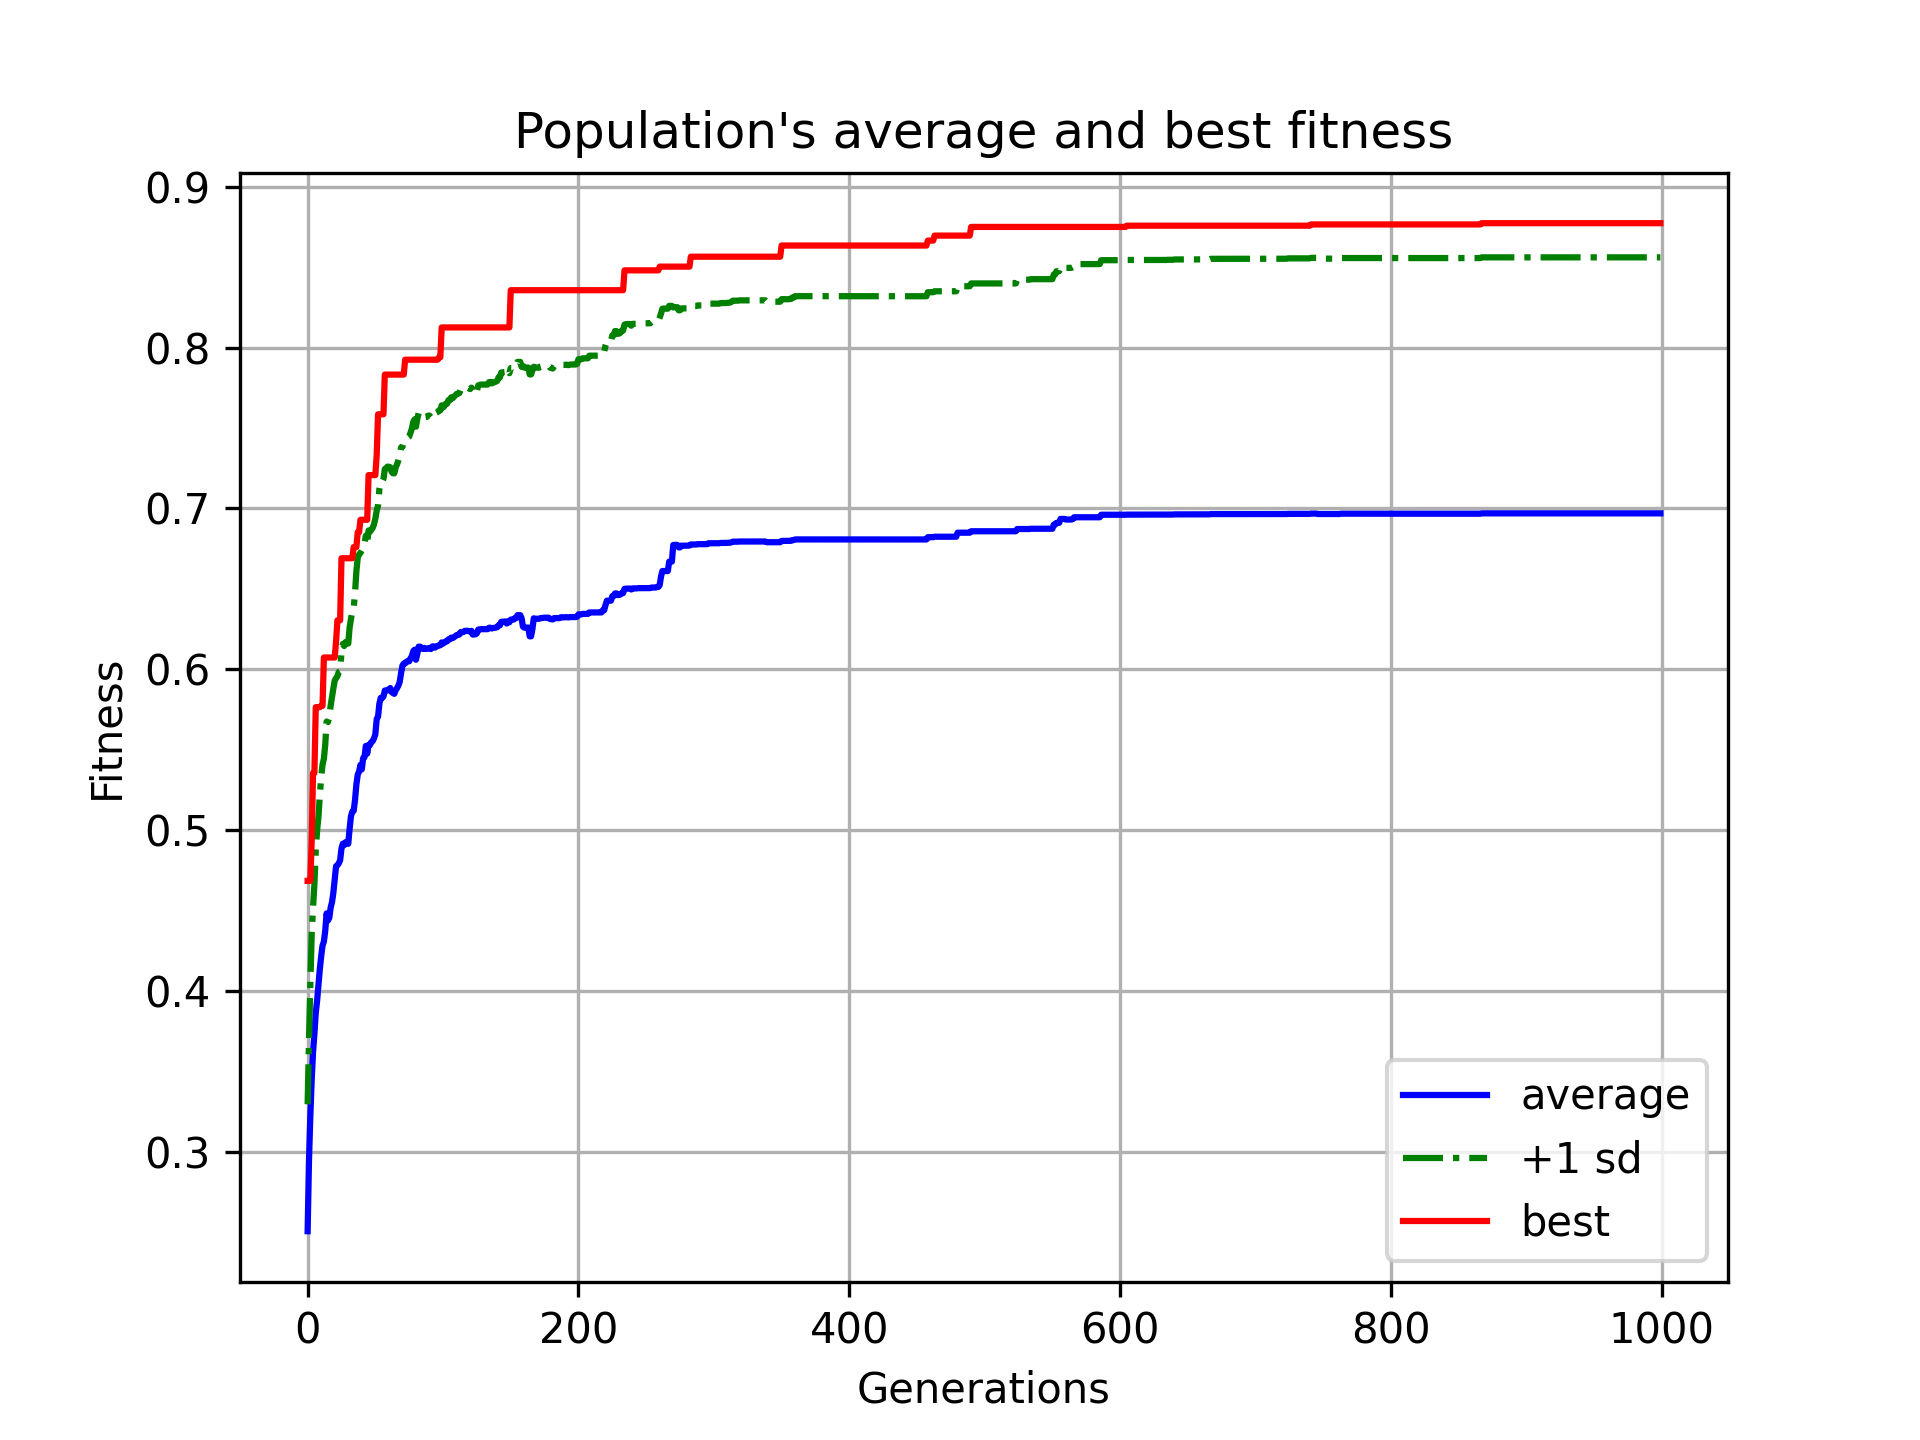 Population's average and best fitness
0.9
0.8
0.7
0.6
0.5
0.4
0.3
Fitness
0 200 400 600 800 1000
Generations
average
+1 sd
best